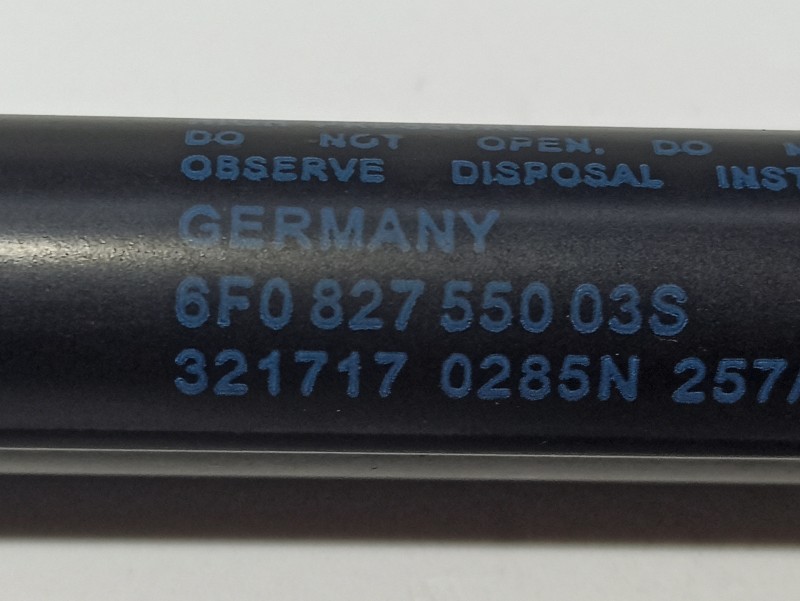 DO NOT OPEN. DO
OBSERVE DISPOSAL INST
GERMANY
6F0 827 550 03S
321717 0285N 257/